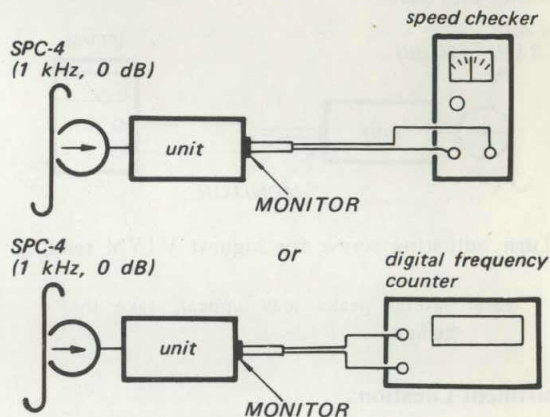 speed checker
SPC-4
(1 kHz, 0 dB)
unit
MONITOR
or
SPC-4
(1 kHz, 0 dB)
digital frequency
counter
unit
MONITOR